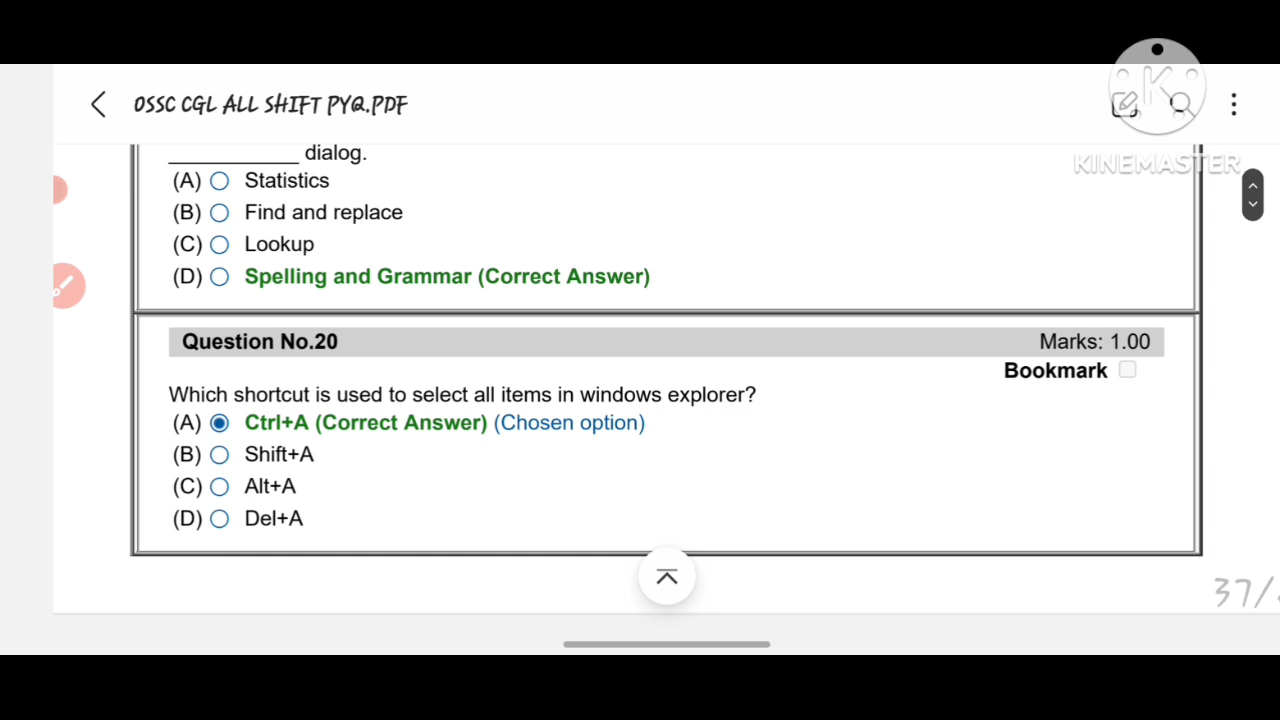 OSSC CGL ALL SHIFT PYQ.PDF
KINEMASTER
____________ dialog.
(A) Statistics
(B) Find and replace
(C) Lookup
(D) Spelling and Grammar (Correct Answer)
Question No.20 Marks: 1.00
Bookmark
Which shortcut is used to select all items in windows explorer?
(A) Ctrl+A (Correct Answer) (Chosen option)
(B) Shift+A
(C) Alt+A
(D) Del+A
37/